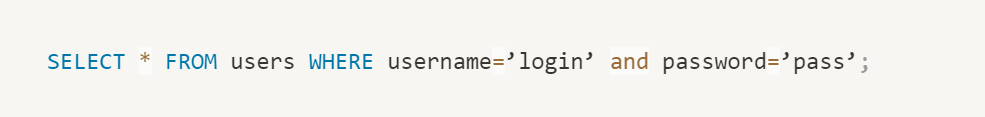 SELECT * FROM users WHERE username=’login’ and password=’pass’;